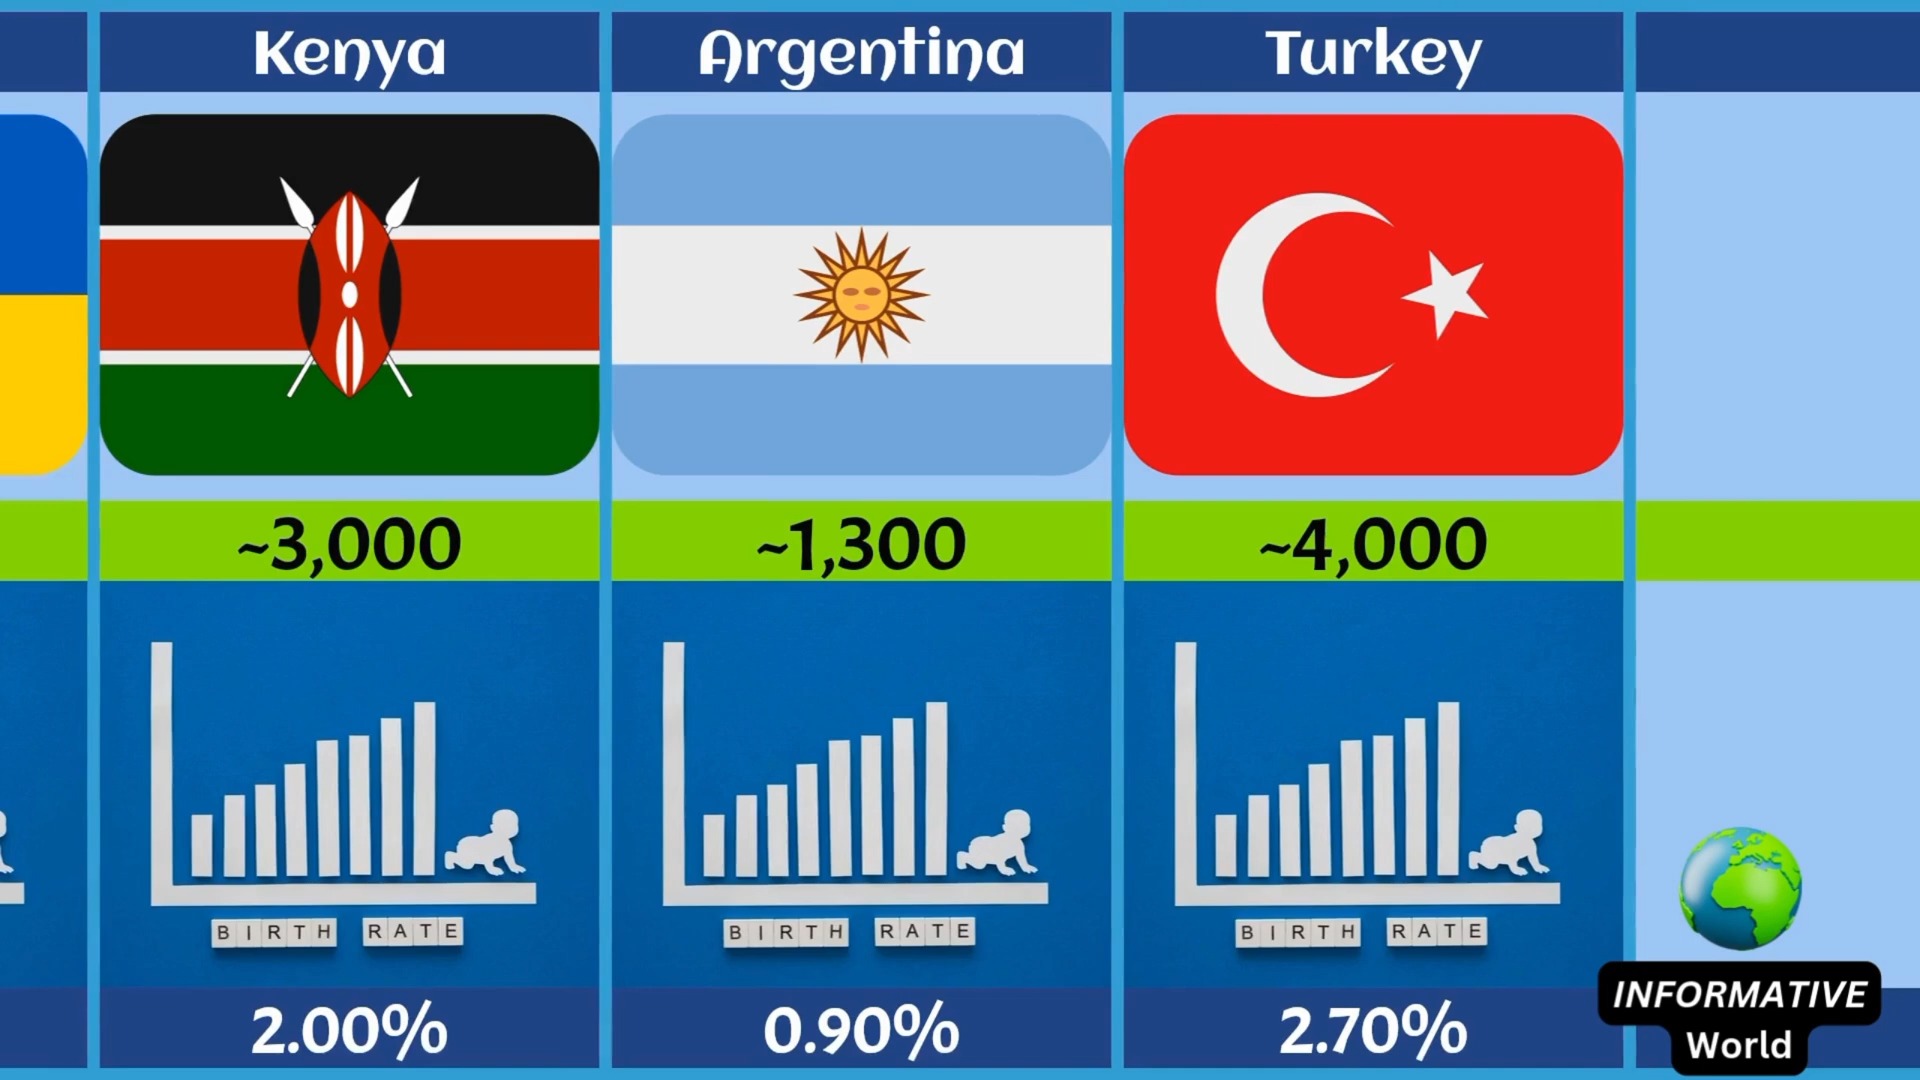 Kenya
Argentina
Turkey
~3,000
~1,300
~4,000
BIRTH RATE
BIRTH RATE
BIRTH RATE
2.00%
0.90%
2.70%
INFORMATIVE
World